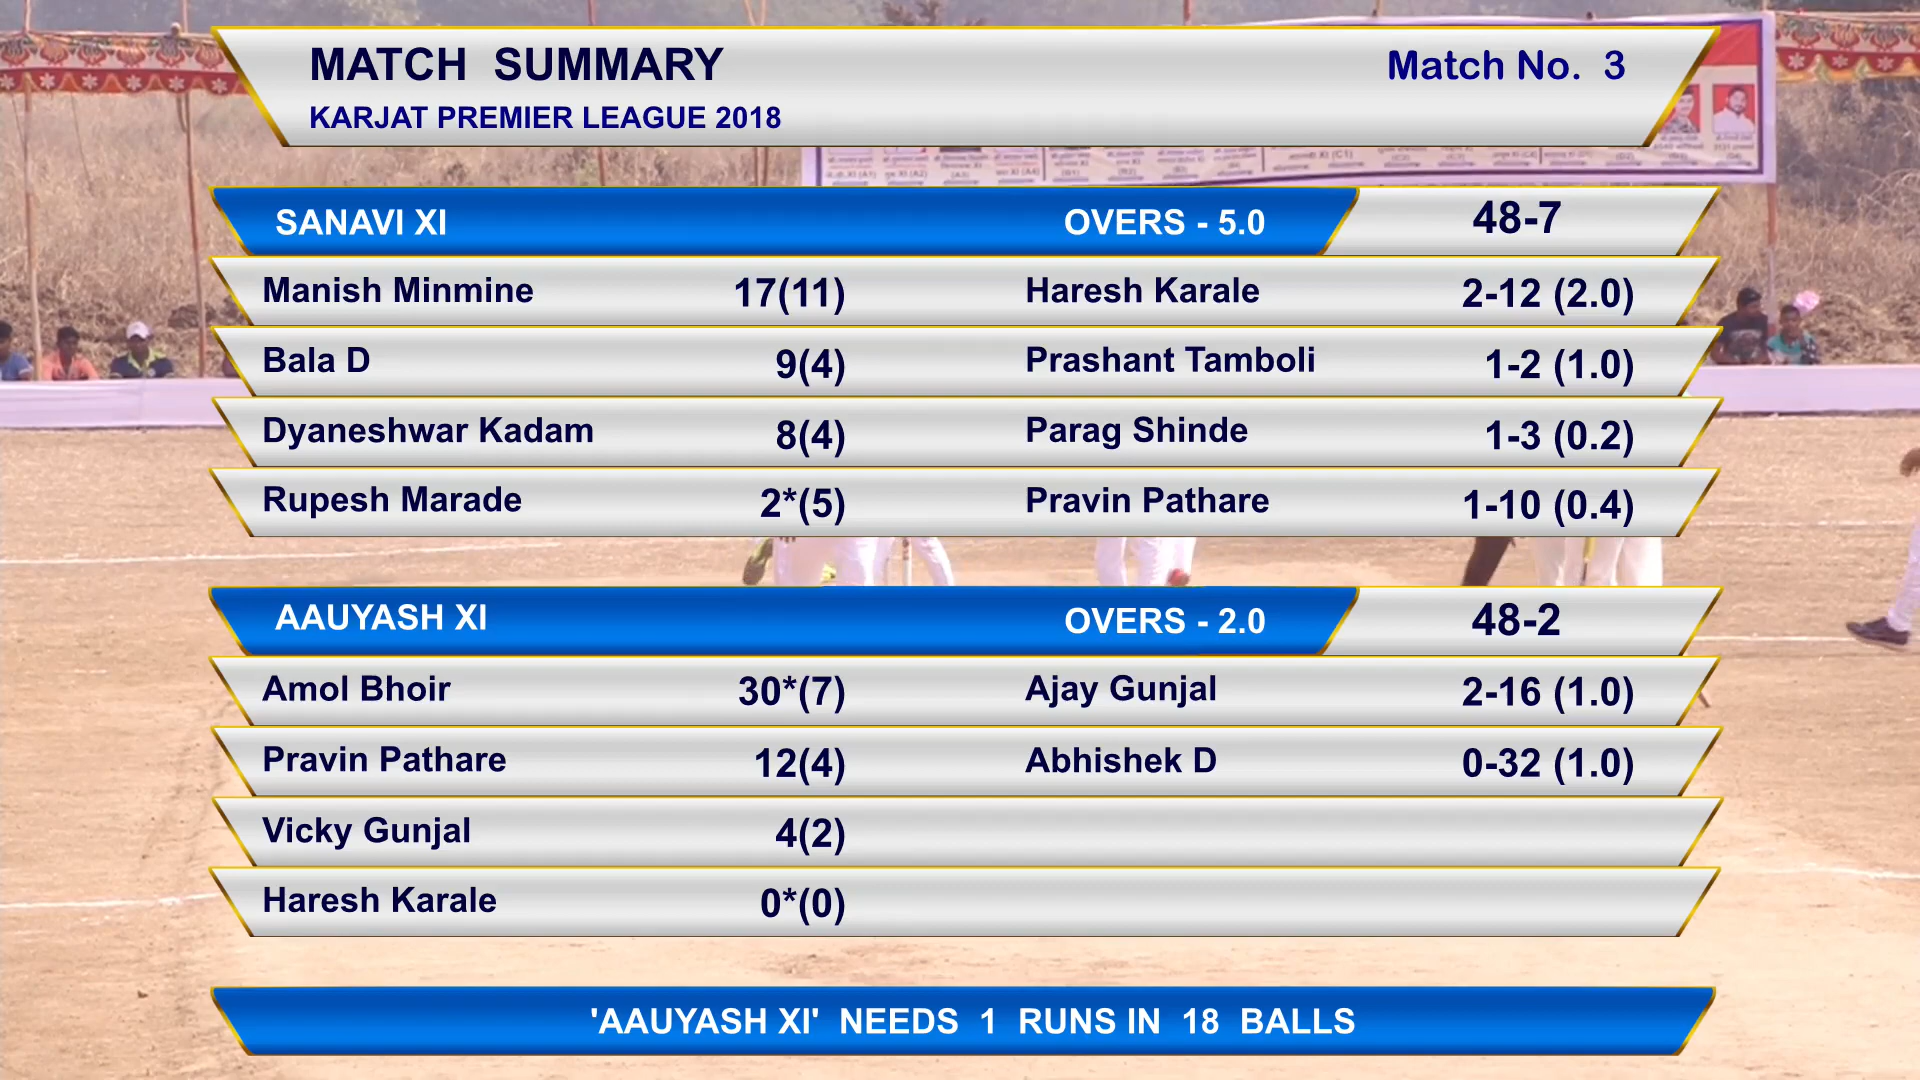 MATCH SUMMARY
Match No. 3
KARJAT PREMIER LEAGUE 2018
SANAVI XI OVERS - 5.0 48-7
Manish Minmine 17(11) Haresh Karale 2-12 (2.0)
Bala D 9(4) Prashant Tamboli 1-2 (1.0)
Dyaneshwar Kadam 8(4) Parag Shinde 1-3 (0.2)
Rupesh Marade 2*(5) Pravin Pathare 1-10 (0.4)
AAUYASH XI OVERS - 2.0 48-2
Amol Bhoir 30*(7) Ajay Gunjal 2-16 (1.0)
Pravin Pathare 12(4) Abhishek D 0-32 (1.0)
Vicky Gunjal 4(2)
Haresh Karale 0*(0)
'AAUYASH XI' NEEDS 1 RUNS IN 18 BALLS